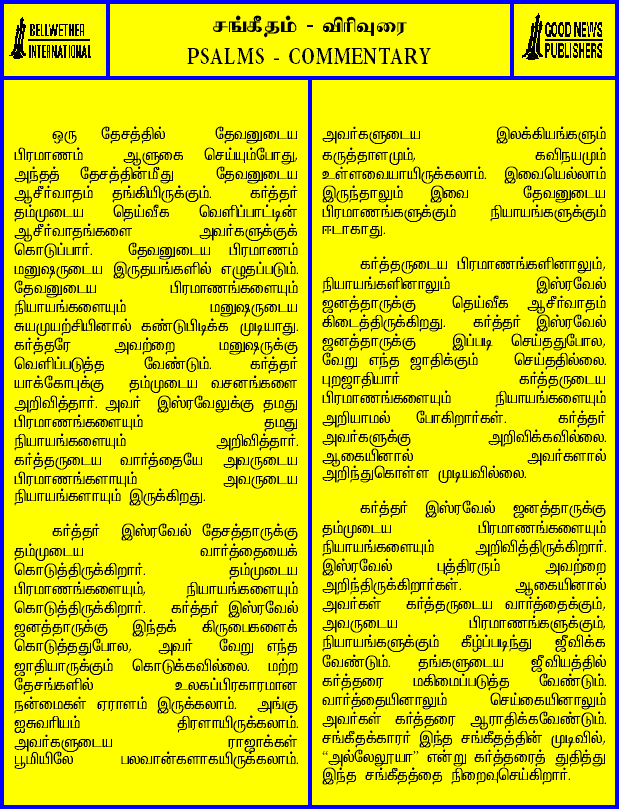 BELLWETHER
INTERNATIONAL
சங்கீதம் - விரிவுரை
PSALMS - COMMENTARY
GOOD NEWS
PUBLISHERS
ஒரு தேசத்தில் தேவனுடைய
பிரமாணம் ஆளுகை செய்யும்போது,
அந்தத் தேசத்தின்மீது தேவனுடைய
ஆசீர்வாதம் தங்கியிருக்கும். கர்த்தர்
தம்முடைய தெய்வீக வெளிப்பாட்டின்
ஆசீர்வாதங்களை அவர்களுக்குக்
கொடுப்பார். தேவனுடைய பிரமாணம்
மனுஷருடைய இருதயங்களில் எழுதப்படும்.
தேவனுடைய பிரமாணங்களையும்
நியாயங்களையும் மனுஷருடைய
சுயமுயற்சியினால் கண்டுபிடிக்க முடியாது.
கர்த்தரே அவற்றை மனுஷருக்கு
வெளிப்படுத்த வேண்டும். கர்த்தர்
யாக்கோபுக்கு தம்முடைய வசனங்களை
அறிவித்தார். அவர் இஸ்ரவேலுக்கு தமது
பிரமாணங்களையும் தமது
நியாயங்களையும் அறிவித்தார்.
கர்த்தருடைய வார்த்தையே அவருடைய
பிரமாணங்களாயும் அவருடைய
நியாயங்களாயும் இருக்கிறது.
கர்த்தர் இஸ்ரவேல் தேசத்தாருக்கு
தம்முடைய வார்த்தையைக்
கொடுத்திருக்கிறார். தம்முடைய
பிரமாணங்களையும், நியாயங்களையும்
கொடுத்திருக்கிறார். கர்த்தர் இஸ்ரவேல்
ஜனத்தாருக்கு இந்தக் கிருபைகளைக்
கொடுத்ததுபோல, அவர் வேறு எந்த
ஜாதியாருக்கும் கொடுக்கவில்லை. மற்ற
தேசங்களில் உலகப்பிரகாரமான
நன்மைகள் ஏராளம் இருக்கலாம். அங்கு
ஐசுவரியம் திரளாயிருக்கலாம்.
அவர்களுடைய ராஜாக்கள்
பூமியிலே பலவான்களாகயிருக்கலாம்.
அவர்களுடைய இலக்கியங்களும்
கருத்தாளமும், கவிநயமும்
உள்ளவையாயிருக்கலாம். இவையெல்லாம்
இருந்தாலும் இவை தேவனுடைய
பிரமாணங்களுக்கும் நியாயங்களுக்கும்
ஈடாகாது.
கர்த்தருடைய பிரமாணங்களினாலும்,
நியாயங்களினாலும் இஸ்ரவேல்
ஜனத்தாருக்கு தெய்வீக ஆசீர்வாதம்
கிடைத்திருக்கிறது. கர்த்தர் இஸ்ரவேல்
ஜனத்தாருக்கு இப்படி செய்ததுபோல,
வேறு எந்த ஜாதிக்கும் செய்ததில்லை.
புறஜாதியார் கர்த்தருடைய
பிரமாணங்களையும் நியாயங்களையும்
அறியாமல் போகிறார்கள். கர்த்தர்
அவர்களுக்கு அறிவிக்கவில்லை.
ஆகையினால் அவர்களால்
அறிந்துகொள்ள முடியவில்லை.
கர்த்தர் இஸ்ரவேல் ஜனத்தாருக்கு
தம்முடைய பிரமாணங்களையும்
நியாயங்களையும் அறிவித்திருக்கிறார்.
இஸ்ரவேல் புத்திரரும் அவற்றை
அறிந்திருக்கிறார்கள். ஆகையினால்
அவர்கள் கர்த்தருடைய வார்த்தைக்கும்,
அவருடைய பிரமாணங்களுக்கும்,
நியாயங்களுக்கும் கீழ்ப்படிந்து ஜீவிக்க
வேண்டும். தங்களுடைய ஜீவியத்தில்
கர்த்தரை மகிமைப்படுத்த வேண்டும்.
வார்த்தையினாலும் செய்கையினாலும்
அவர்கள் கர்த்தரை ஆராதிக்கவேண்டும்.
சங்கீதக்காரர் இந்த சங்கீதத்தின் முடிவில்,
“அல்லேலூயா” என்று கர்த்தரைத் துதித்து
இந்த சங்கீதத்தை நிறைவுசெய்கிறார்.